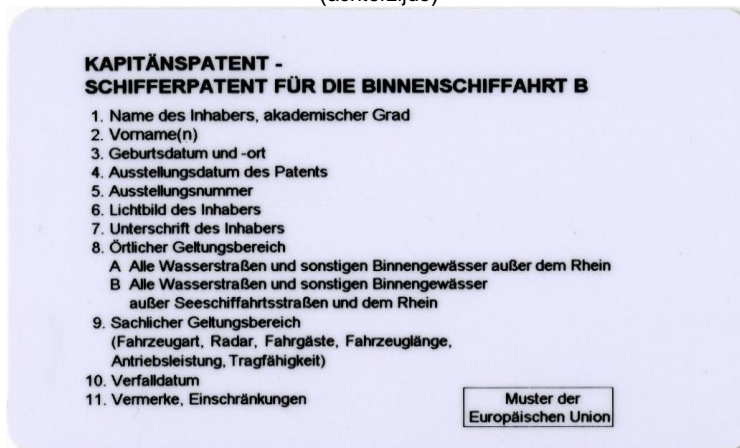 KAPITÄNSPATENT -
SCHIFFERPATENT FÜR DIE BINNENSCHIFFAHRT B
1. Name des Inhabers, akademischer Grad
2. Vorname(n)
3. Geburtsdatum und -ort
4. Ausstellungsdatum des Patents
5. Ausstellungsnummer
6. Lichtbild des Inhabers
7. Unterschrift des Inhabers
8. Örtlicher Geltungsbereich
A Alle Wasserstraßen und sonstigen Binnengewässer außer dem Rhein
B Alle Wasserstraßen und sonstigen Binnengewässer
außer Seeschiffahrtsstraßen und dem Rhein
9. Sachlicher Geltungsbereich
(Fahrzeugart, Radar, Fahrgäste, Fahrzeuglänge,
Antriebsleistung, Tragfähigkeit)
10. Verfalldatum
11. Vermerke, Einschränkungen
Muster der
Europäischen Union